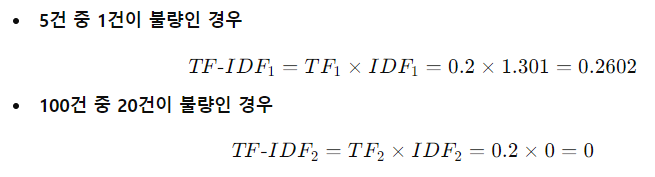 • 5건 중 1건이 불량인 경우
TF-IDF₁ = TF₁ × IDF₁ = 0.2 × 1.301 = 0.2602
• 100건 중 20건이 불량인 경우
TF-IDF₂ = TF₂ × IDF₂ = 0.2 × 0 = 0